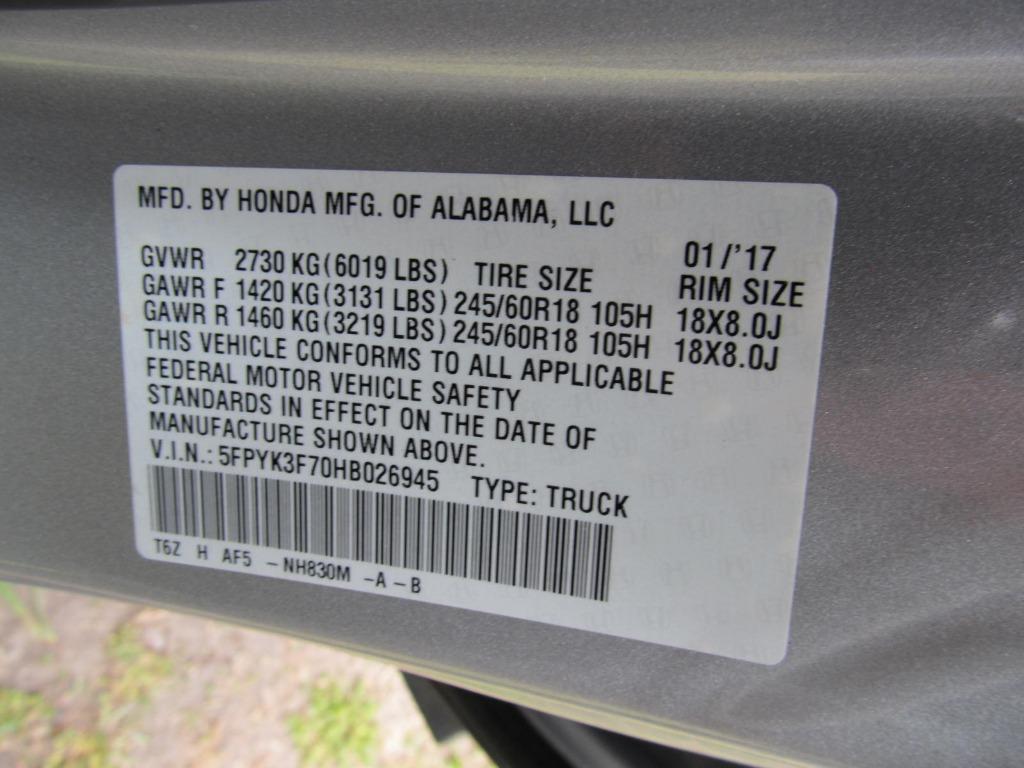 MFD. BY HONDA MFG. OF ALABAMA, LLC
01/'17
GVWR 2730 KG(6019 LBS) TIRE SIZE RIM SIZE
GAWR F 1420 KG(3131 LBS) 245/60R18 105H 18X8.0J
GAWR R 1460 KG(3219 LBS) 245/60R18 105H 18X8.0J
THIS VEHICLE CONFORMS TO ALL APPLICABLE
FEDERAL MOTOR VEHICLE SAFETY
STANDARDS IN EFFECT ON THE DATE OF
MANUFACTURE SHOWN ABOVE.
V.I.N.: 5FPYK3F70HB026945 TYPE: TRUCK
T6Z H AF5 -NH830M -A-B